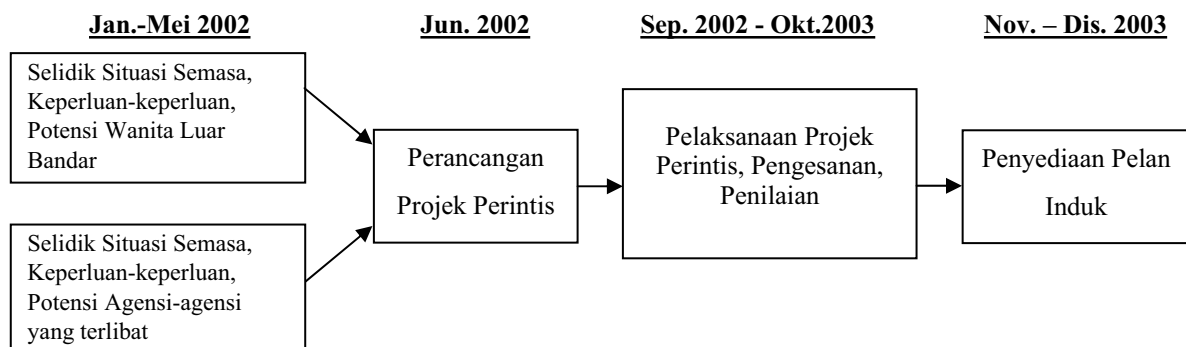 Jan.-Mei 2002
Jun. 2002
Sep. 2002 - Okt.2003
Nov. – Dis. 2003
Selidik Situasi Semasa,
Keperluan-keperluan,
Potensi Wanita Luar
Bandar
Selidik Situasi Semasa,
Keperluan-keperluan,
Potensi Agensi-agensi
yang terlibat
Perancangan
Projek Perintis
Pelaksanaan Projek
Perintis, Pengesanan,
Penilaian
Penyediaan Pelan
Induk